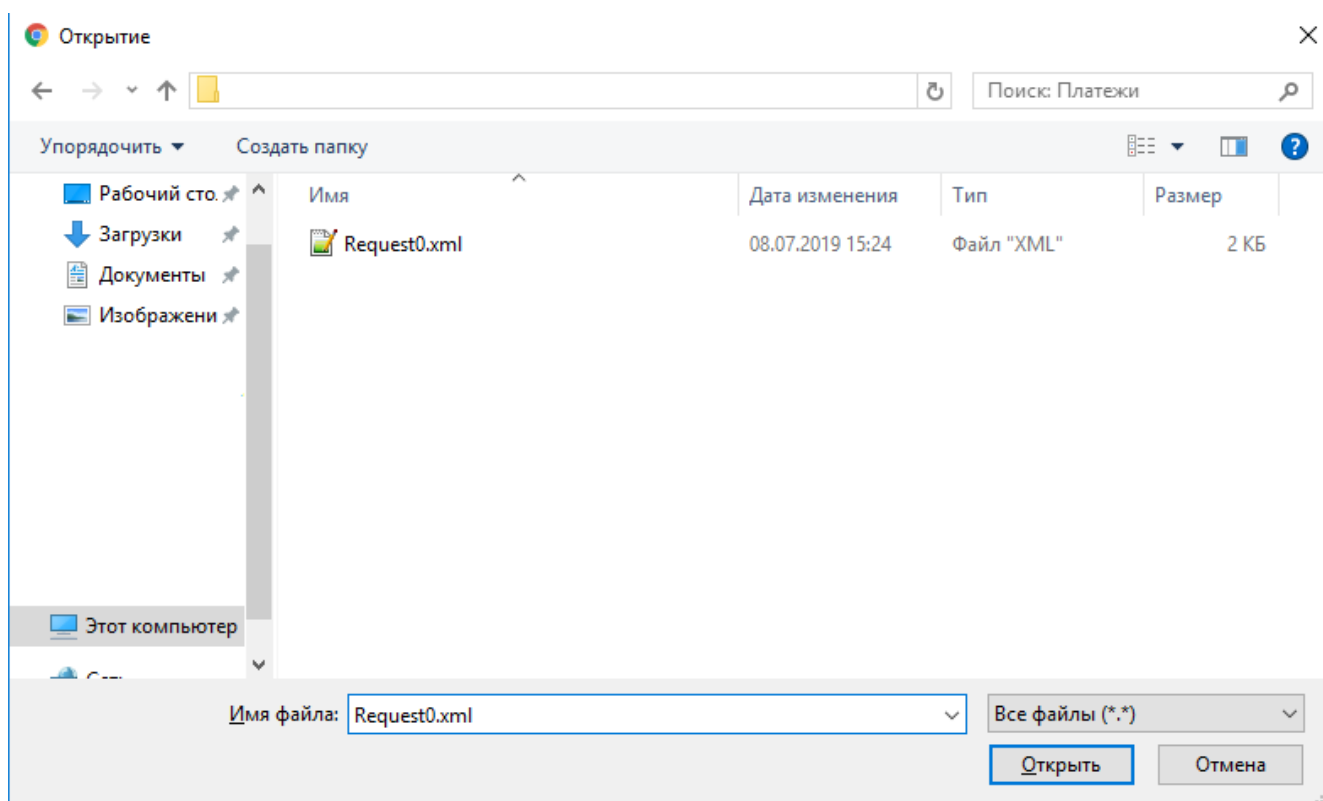 Открытие
Поиск: Платежи
Упорядочить Создать папку
Рабочий сто.
Загрузки
Документы
Изображени
Этот компьютер
Имя Дата изменения Тип Размер
Request0.xml 08.07.2019 15:24 Файл "XML" 2 КБ
Имя файла: Request0.xml Все файлы (*.*)
Открыть Отмена